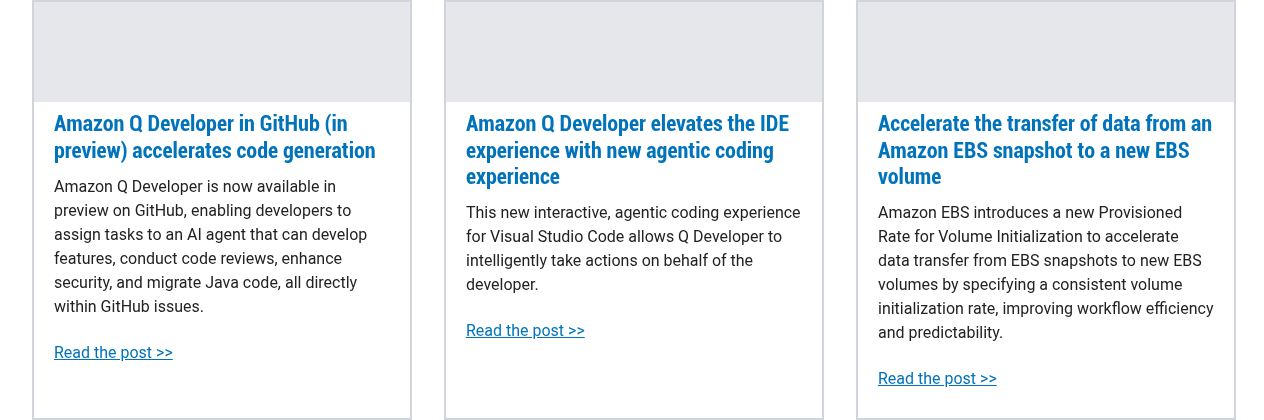 Amazon Q Developer in GitHub (in
preview) accelerates code generation
Amazon Q Developer is now available in
preview on GitHub, enabling developers to
assign tasks to an AI agent that can develop
features, conduct code reviews, enhance
security, and migrate Java code, all directly
within GitHub issues.
Read the post >>
Amazon Q Developer elevates the IDE
experience with new agentic coding
experience
This new interactive, agentic coding experience
for Visual Studio Code allows Q Developer to
intelligently take actions on behalf of the
developer.
Read the post >>
Accelerate the transfer of data from an
Amazon EBS snapshot to a new EBS
volume
Amazon EBS introduces a new Provisioned
Rate for Volume Initialization to accelerate
data transfer from EBS snapshots to new EBS
volumes by specifying a consistent volume
initialization rate, improving workflow efficiency
and predictability.
Read the post >>